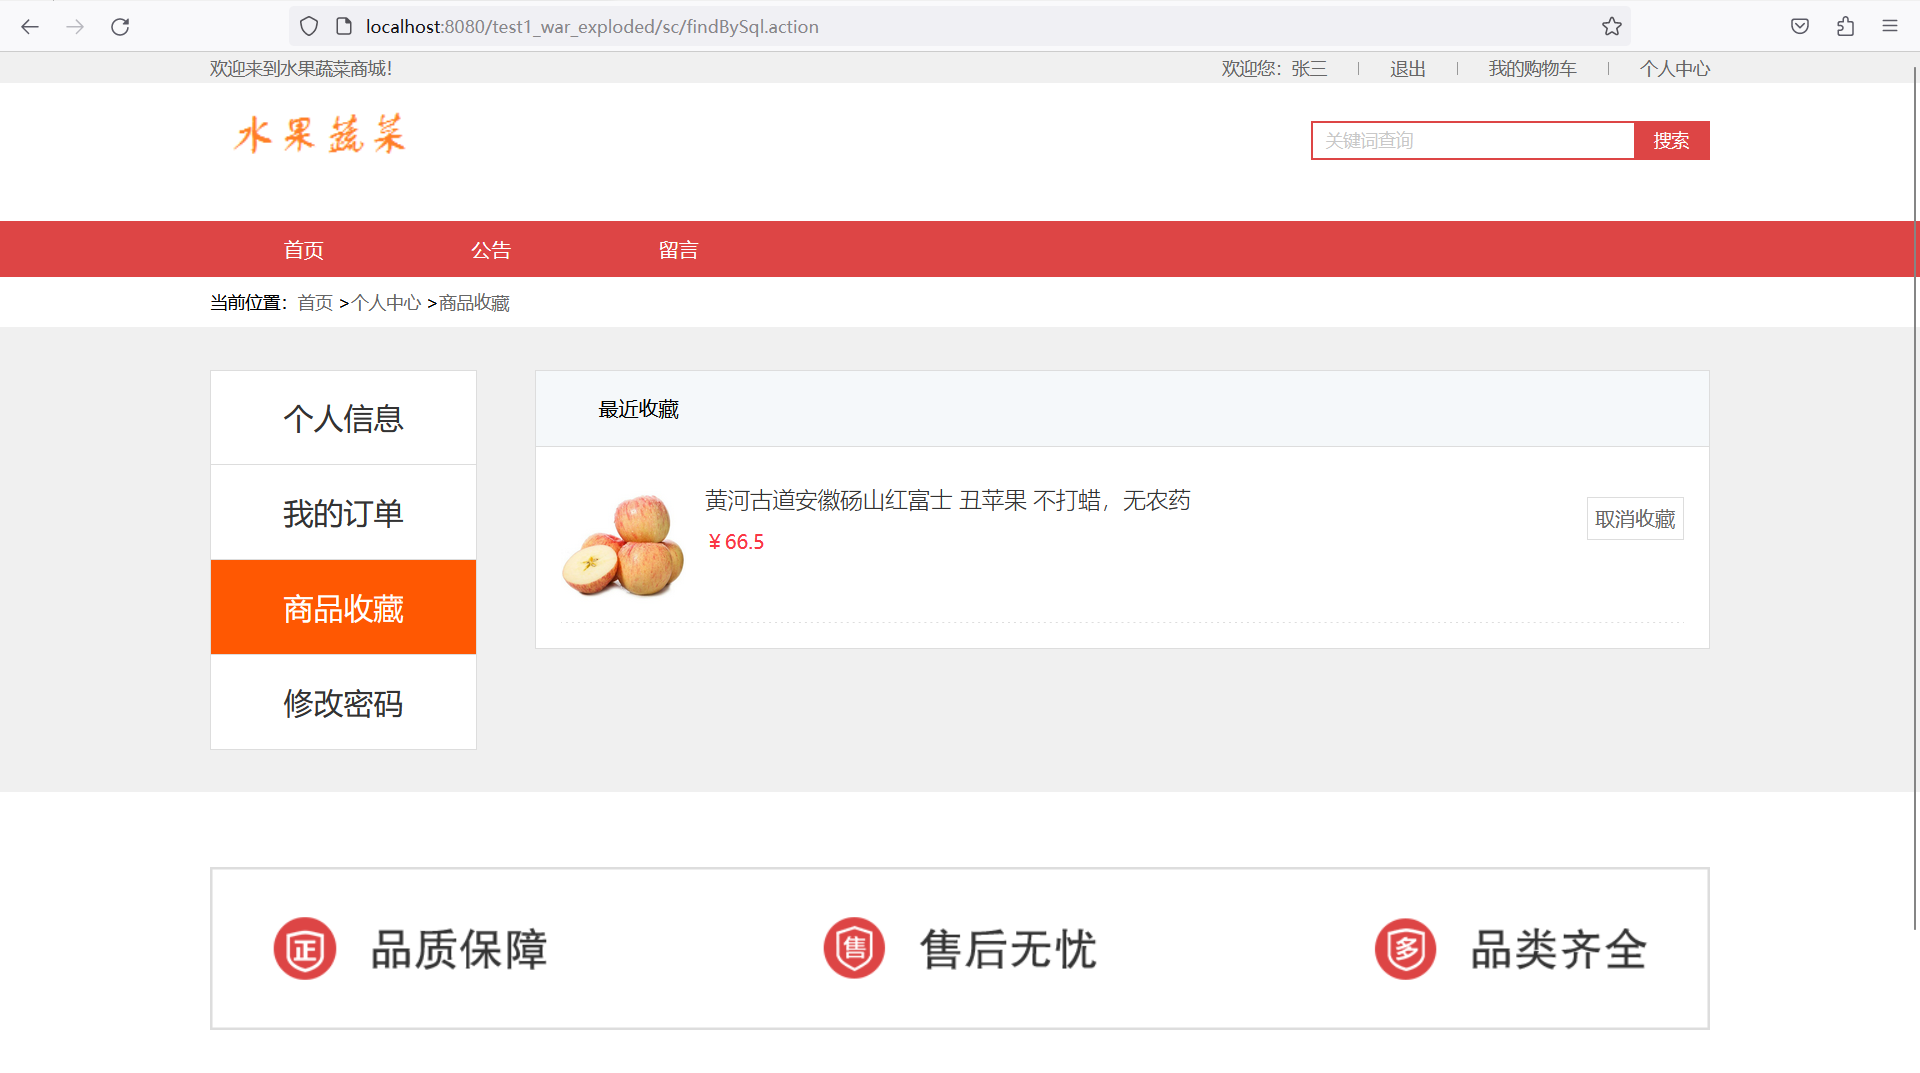 localhost:8080/test1_war_exploded/sc/findBySql.action
欢迎来到水果蔬菜商城!
欢迎您：张三 | 退出 | 我的购物车 | 个人中心
水果蔬菜
关键词查询 搜索
首页 公告 留言
当前位置：首页 >个人中心 >商品收藏
个人信息
我的订单
商品收藏
修改密码
最近收藏
黄河古道安徽砀山红富士 丑苹果 不打蜡，无农药
¥ 66.5
取消收藏
正 品质保障
售 售后无忧
多 品类齐全